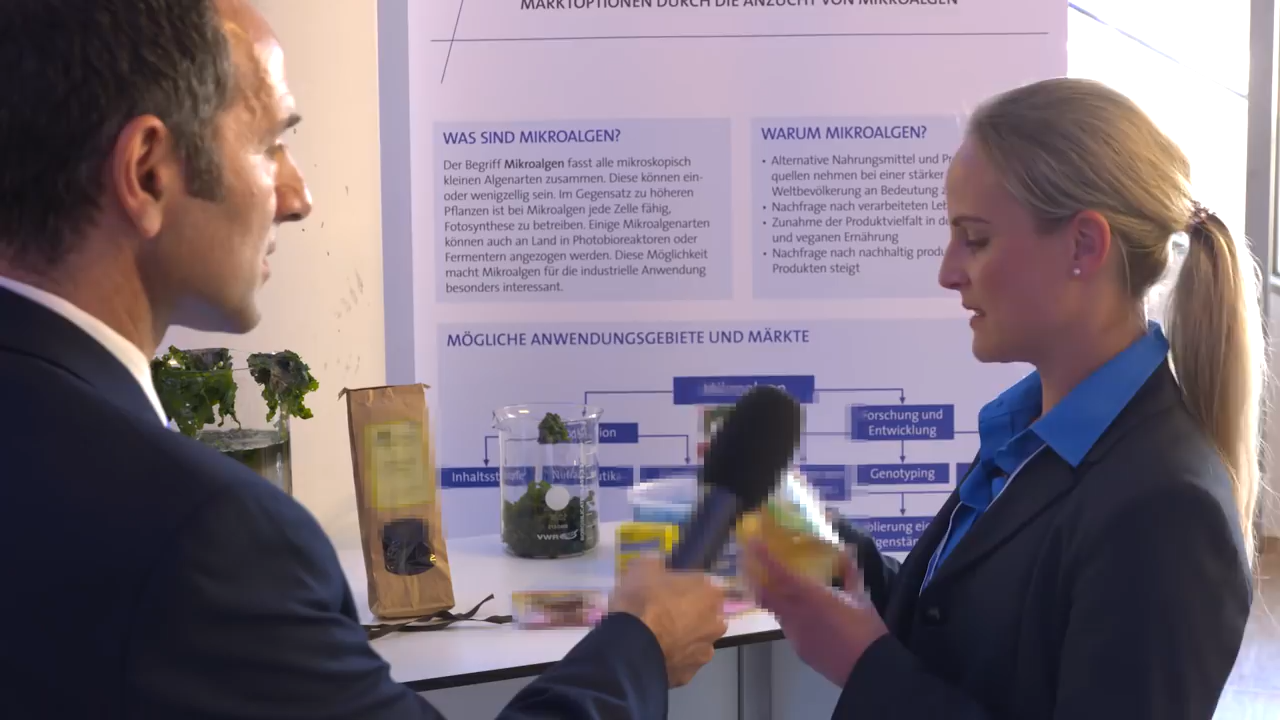 MARKTOPTIONEN DURCH DIE ANZUCHT VON MIKROALGEN
WAS SIND MIKROALGEN?
Der Begriff Mikroalgen fasst alle mikroskopisch
kleinen Algenarten zusammen. Diese können ein-
oder wenigzellig sein. Im Gegensatz zu höheren
Pflanzen ist bei Mikroalgen jede Zelle fähig,
Fotosynthese zu betreiben. Einige Mikroalgenarten
können auch an Land in Photobioreaktoren oder
Fermentern angezogen werden. Diese Möglichkeit
macht Mikroalgen für die industrielle Anwendung
besonders interessant.
WARUM MIKROALGEN?
• Alternative Nahrungsmittel und Pr
quellen nehmen bei einer stärker
Weltbevölkerung an Bedeutung
• Nachfrage nach verarbeiteten Leb
• Zunahme der Produktvielfalt in de
und veganen Ernährung
• Nachfrage nach nachhaltig produ
Produkten steigt
MÖGLICHE ANWENDUNGSGEBIETE UND MÄRKTE
Forschung und
Entwicklung
Inhaltsst
Genotyping
VWR